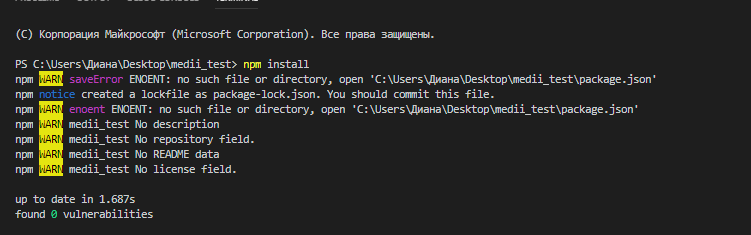 (C) Корпорация Майкрософт (Microsoft Corporation). Все права защищены.
PS C:\Users\Диана\Desktop\medii_test> npm install
npm WARN saveError ENOENT: no such file or directory, open 'C:\Users\Диана\Desktop\medii_test\package.json'
npm notice created a lockfile as package-lock.json. You should commit this file.
npm WARN enoent ENOENT: no such file or directory, open 'C:\Users\Диана\Desktop\medii_test\package.json'
npm WARN medii_test No description
npm WARN medii_test No repository field.
npm WARN medii_test No README data
npm WARN medii_test No license field.
up to date in 1.687s
found 0 vulnerabilities